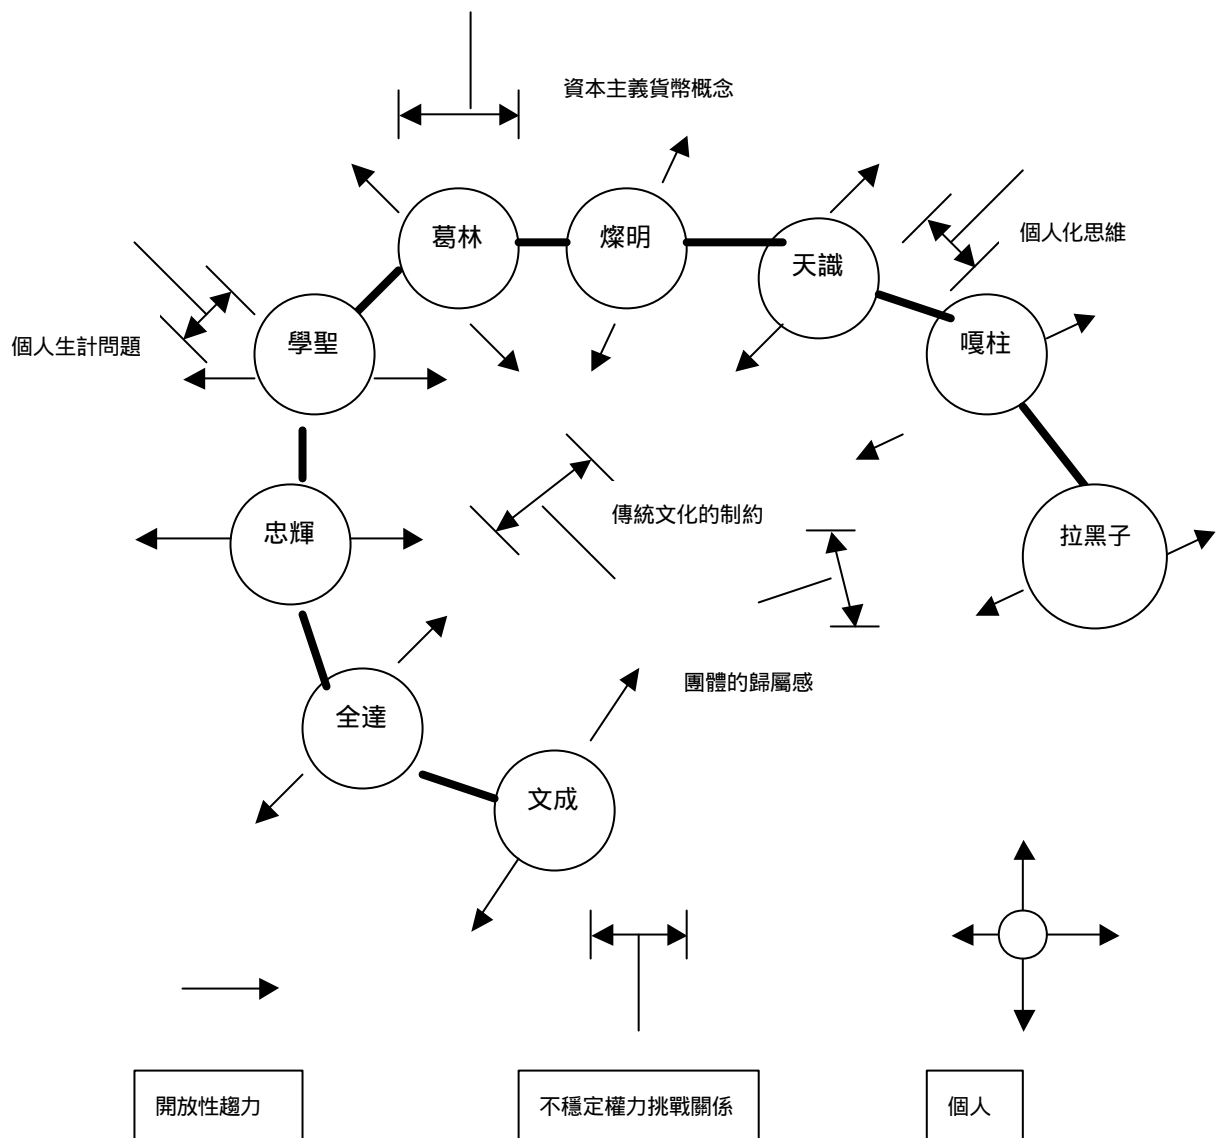 資本主義貨幣概念
葛林
燦明
天識
個人化思維
學聖
個人生計問題
嘎柱
忠輝
傳統文化的制約
拉黑子
全達
團體的歸屬感
文成
開放性趨力
不穩定權力挑戰關係
個人